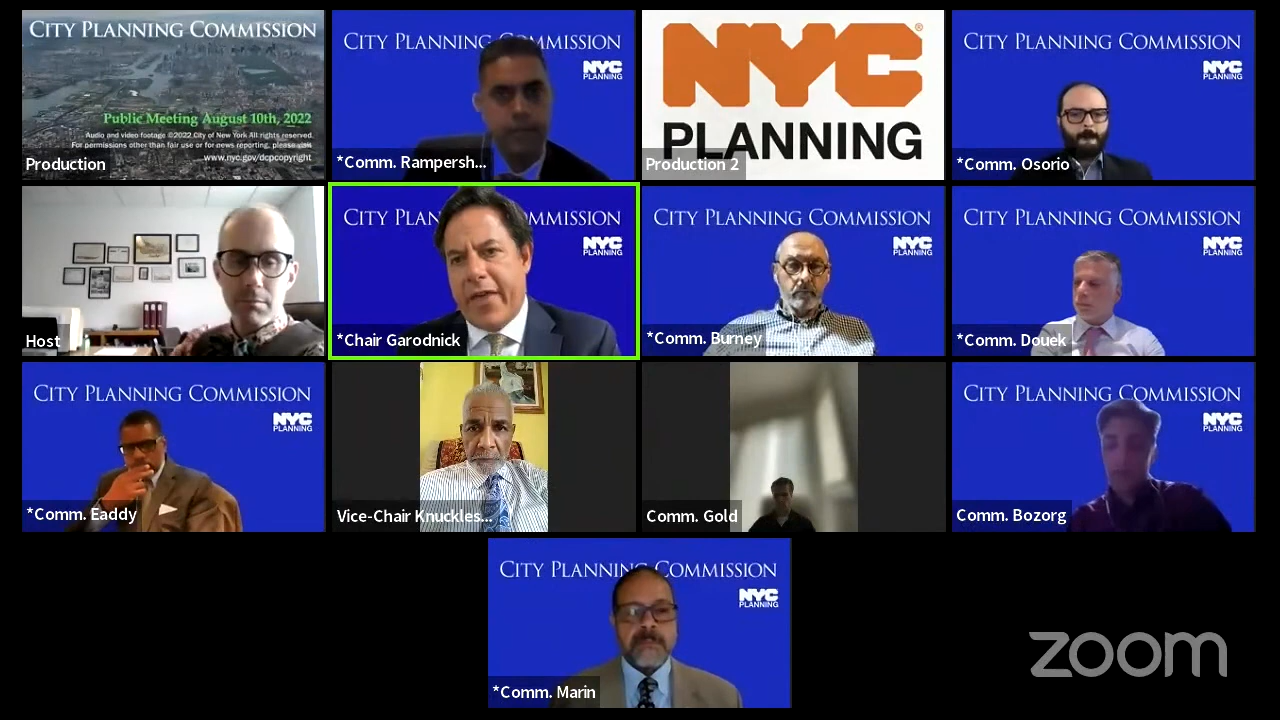 CITY PLANNING COMMISSION
Public Meeting August 10th, 2022
Audio and video footage ©2022 City of New York All rights reserved.
For permissions other than fair use or for news reporting, please visit
www.nyc.gov/dcpcopyright
Production
CITY PLANNING COMMISSION
NYC
PLANNING
*Comm. Rampersh...
NYC®
PLANNING
Production 2
CITY PLANNING COMMISSION
NYC
PLANNING
*Comm. Osorio
Host
CITY PLAN MMISSION
NYC
PLANNING
*Chair Garodnick
CITY PLANNING COMMISSION
NYC
PLANNING
*Comm. Burney
CITY PLANNING COMMISSION
NYC
PLANNING
*Comm. Douek
CITY PLANNING COMMISSION
NYC
PLANNING
*Comm. Eaddy
Vice-Chair Knuckles...
Comm. Gold
CITY PLANNING COMMISSION
NYC
PLANNING
Comm. Bozorg
CITY PLANNING COMMISSION
NYC
PLANNING
*Comm. Marin
zoom